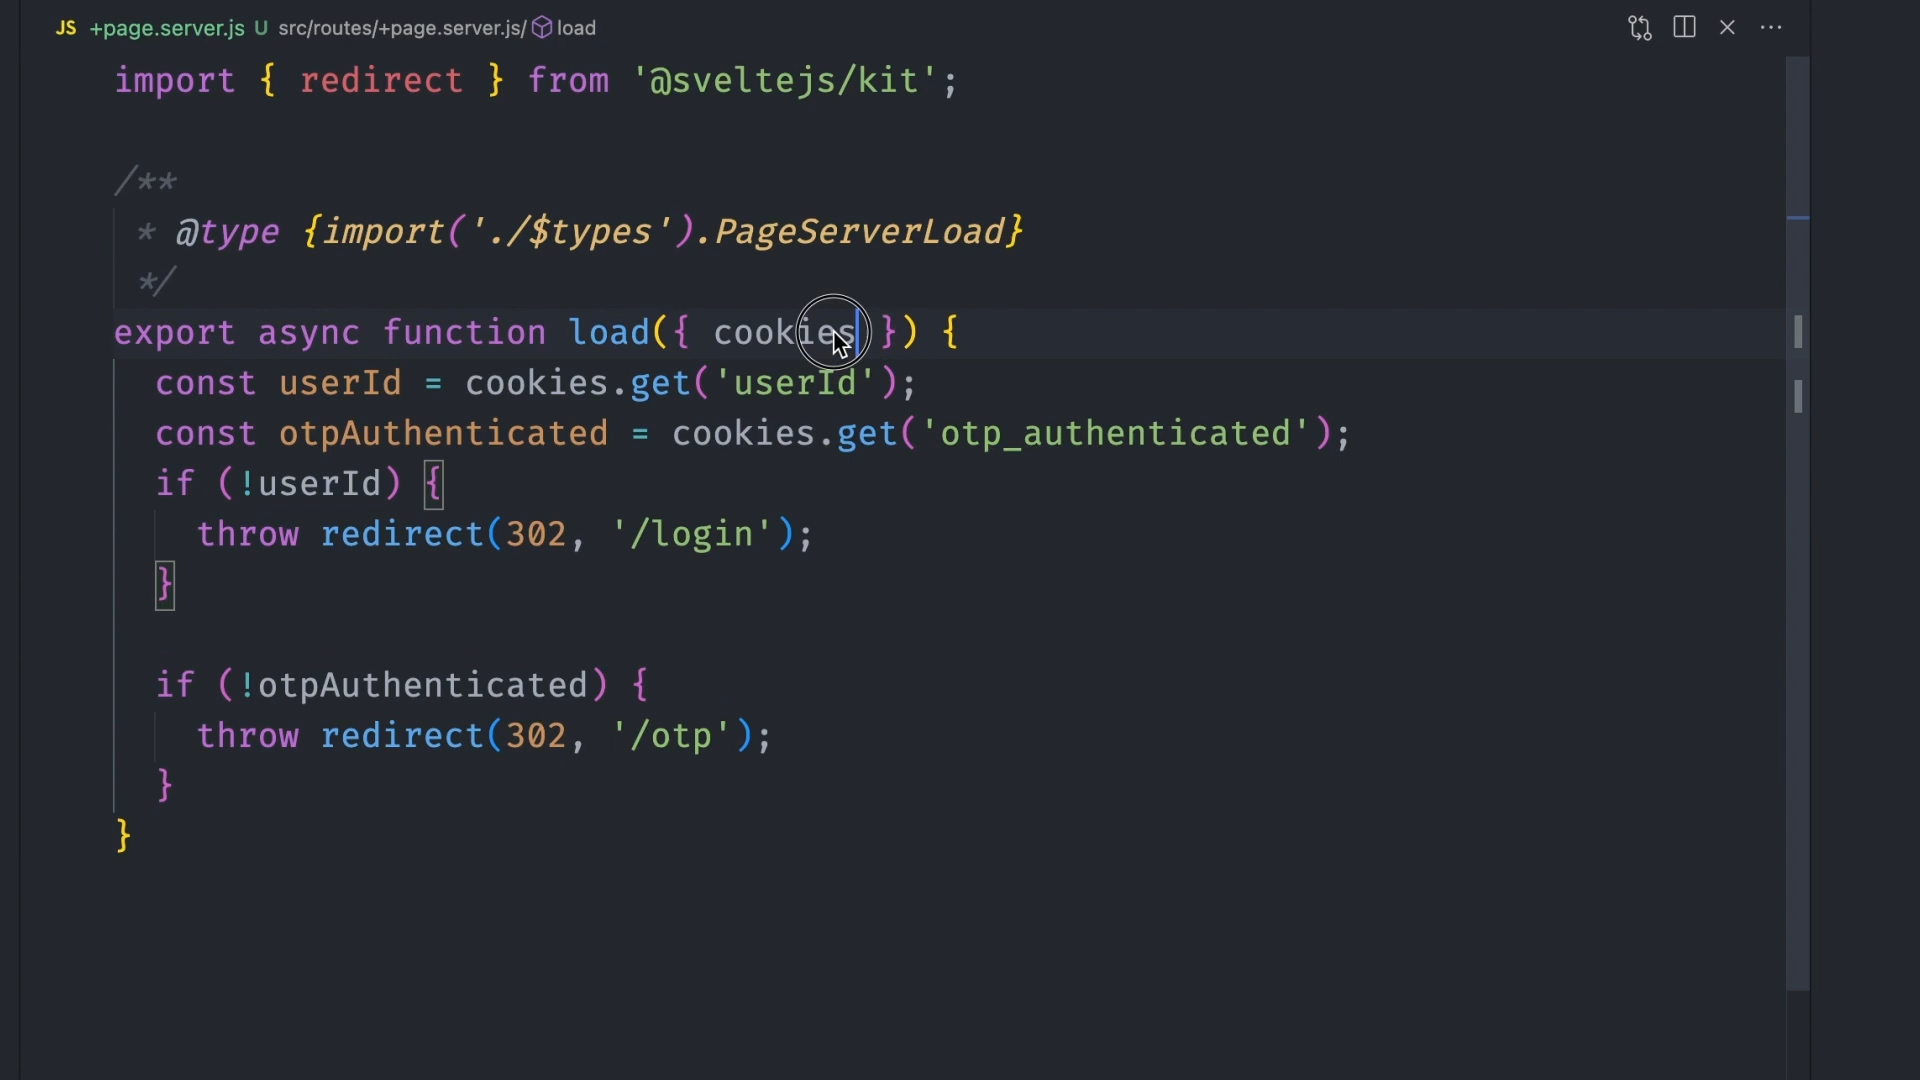 JS +page.server.js U src/routes/+page.server.js/ load
import { redirect } from '@sveltejs/kit';
/**
 * @type {import('./$types').PageServerLoad}
 */
export async function load({ cookies }) {
  const userId = cookies.get('userId');
  const otpAuthenticated = cookies.get('otp_authenticated');
  if (!userId) {
    throw redirect(302, '/login');
  }
  if (!otpAuthenticated) {
    throw redirect(302, '/otp');
  }
}